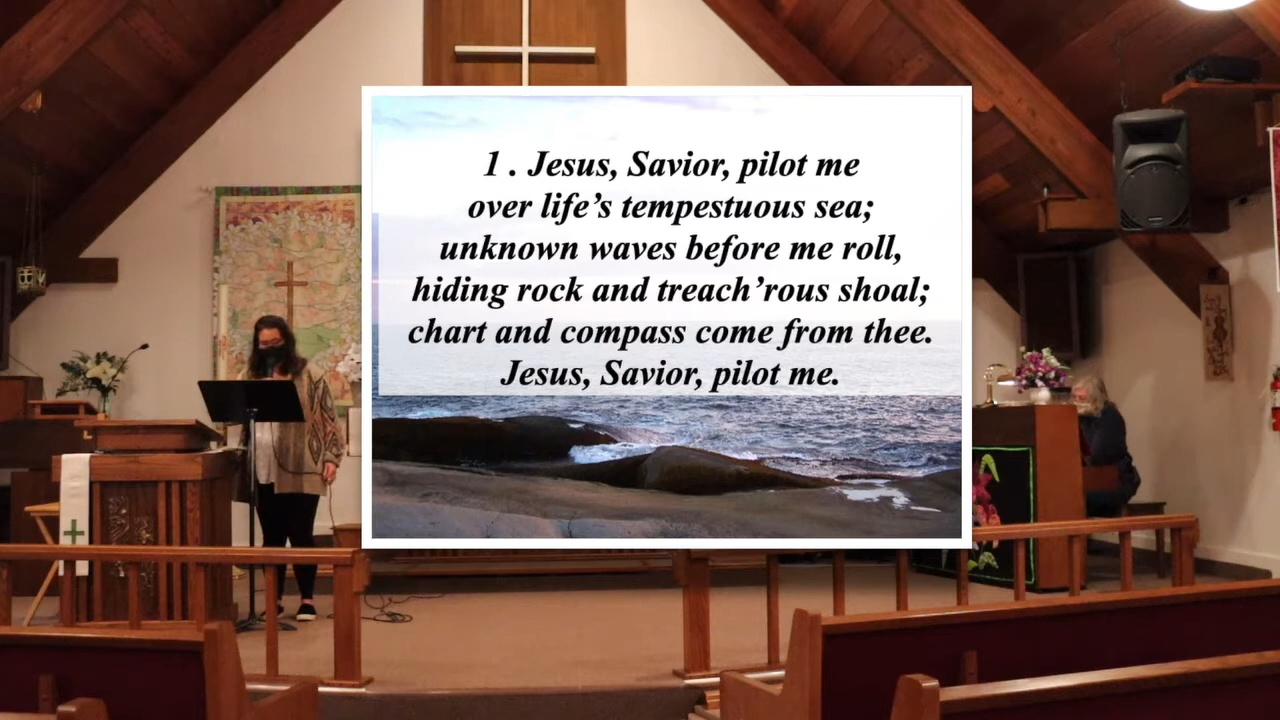 1 . Jesus, Savior, pilot me
over life’s tempestuous sea;
unknown waves before me roll,
hiding rock and treach’rous shoal;
chart and compass come from thee.
Jesus, Savior, pilot me.